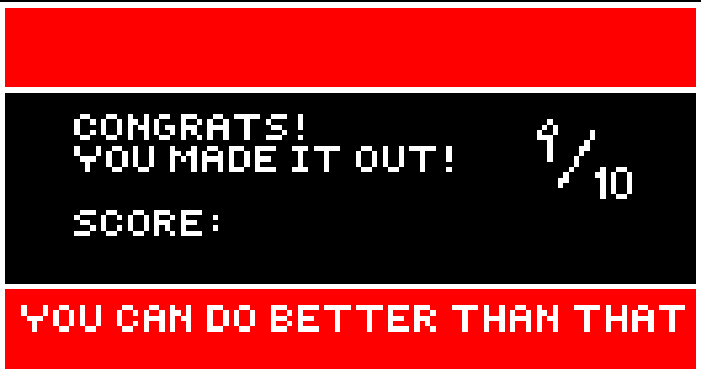 CONGRATS!
YOU MADE IT OUT!
9/10
SCORE:
YOU CAN DO BETTER THAN THAT